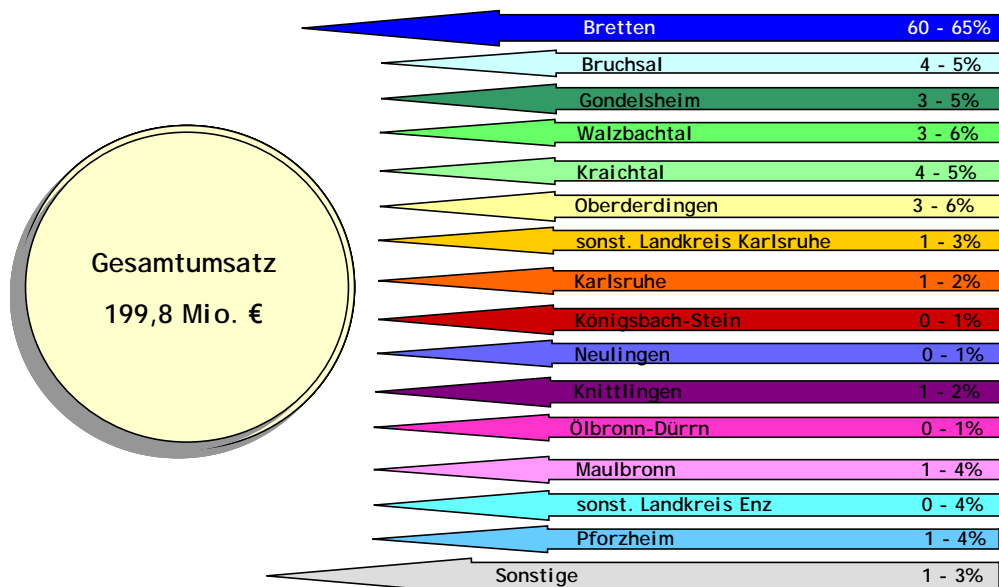 Bretten 60 - 65%
Bruchsal 4 - 5%
Gondelsheim 3 - 5%
Walzbachtal 3 - 6%
Kraichtal 4 - 5%
Oberderdingen 3 - 6%
sonst. Landkreis Karlsruhe 1 - 3%
Karlsruhe 1 - 2%
Königsbach-Stein 0 - 1%
Neulingen 0 - 1%
Knittlingen 1 - 2%
Ölbronn-Dürrn 0 - 1%
Maulbronn 1 - 4%
sonst. Landkreis Enz 0 - 4%
Pforzheim 1 - 4%
Sonstige 1 - 3%
Gesamtumsatz
199,8 Mio. €